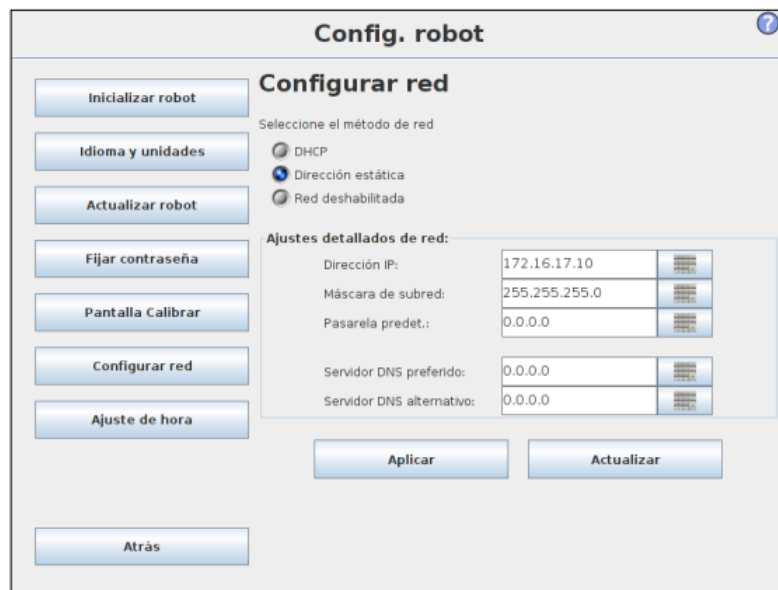 Config. robot
?
Inicializar robot
Idioma y unidades
Actualizar robot
Fijar contraseña
Pantalla Calibrar
Configurar red
Ajuste de hora
Atrás
Configurar red
Seleccione el método de red
DHCP
Dirección estática
Red deshabilitada
Ajustes detallados de red:
Dirección IP: 172.16.17.10
Máscara de subred: 255.255.255.0
Pasarela predet.: 0.0.0.0
Servidor DNS preferido: 0.0.0.0
Servidor DNS alternativo: 0.0.0.0
Aplicar Actualizar